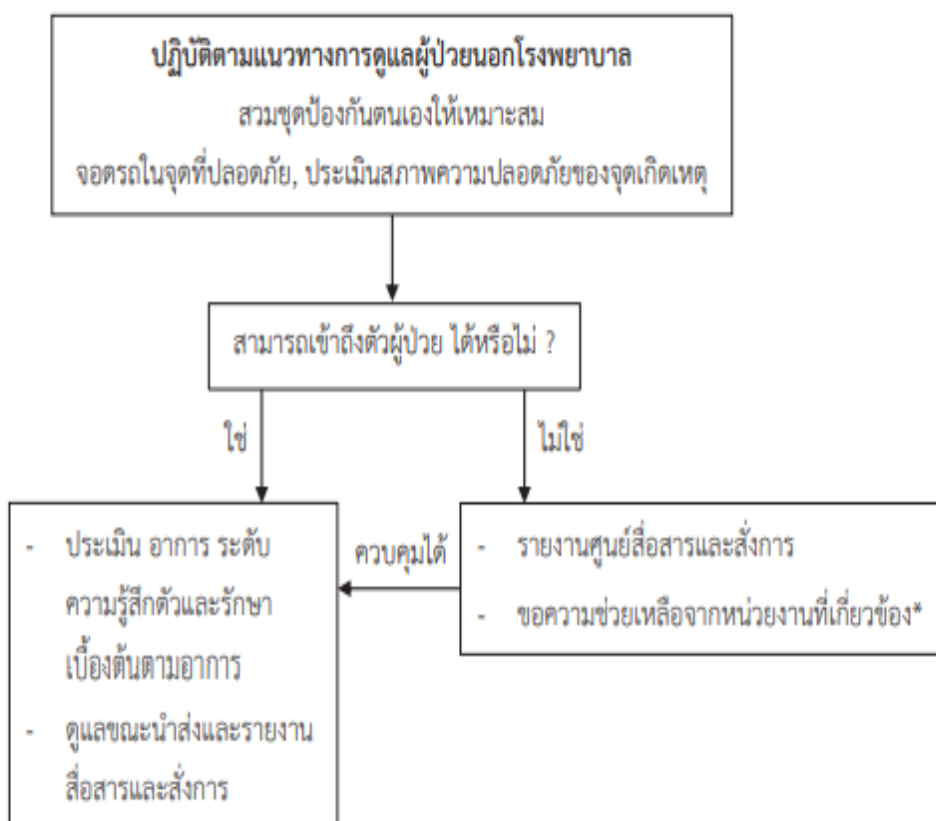 ปฏิบัติตามแนวทางการดูแลผู้ป่วยนอกโรงพยาบาล
สวมชุดป้องกันตนเองให้เหมาะสม
จอดรถในจุดที่ปลอดภัย, ประเมินสภาพความปลอดภัยของจุดเกิดเหตุ
สามารถเข้าถึงตัวผู้ป่วย ได้หรือไม่ ?
ใช่
ไม่ใช่
- ประเมิน อาการ ระดับ
ความรู้สึกตัวและรักษา
เบื้องต้นตามอาการ
- ดูแลขณะนำส่งและรายงาน
สื่อสารและสั่งการ
ควบคุมได้
- รายงานศูนย์สื่อสารและสั่งการ
- ขอความช่วยเหลือจากหน่วยงานที่เกี่ยวข้อง*